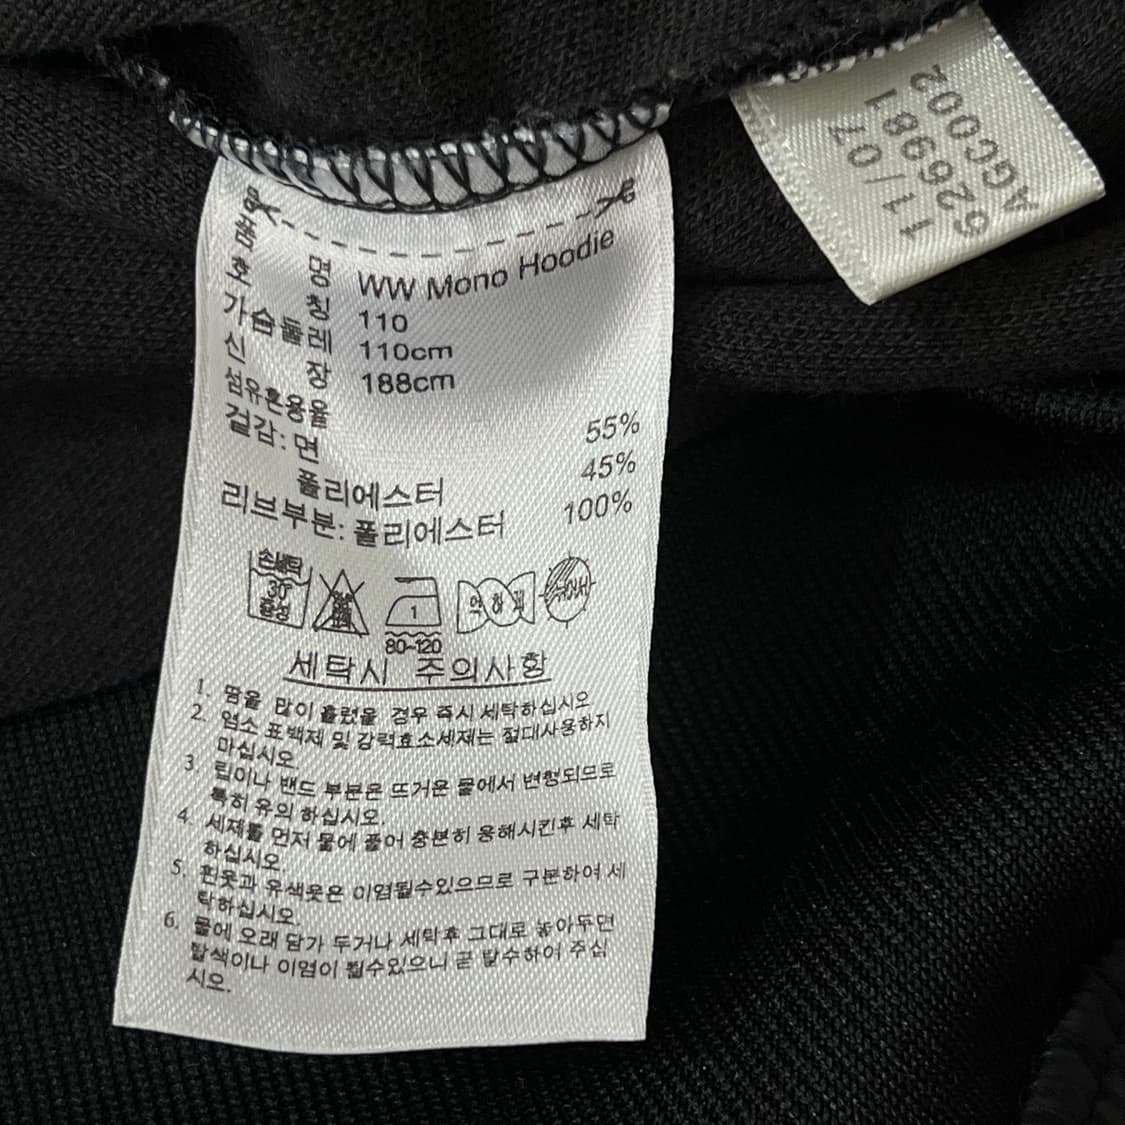 품 명 WW Mono Hoodie
호 칭 110
가슴둘레 110cm
신 장 188cm
섬유혼용율
겉감: 면 55%
폴리에스터 45%
리브부분: 폴리에스터 100%
손세탁
30°
중성
1
80-120
약하게
세탁시 주의사항
1. 땀을 많이 흘렸을 경우 즉시 세탁하십시오
2. 염소 표백제 및 강력효소세제는 절대사용하지
마십시오.
3. 립이나 밴드 부분은 뜨거운 물에서 변형되므로
특히 유의 하십시오.
4. 세제를 먼저 물에 풀어 충분히 용해시킨후 세탁
하십시오.
5. 흰옷과 유색옷은 이염될수있으므로 구분하여 세
탁하십시오.
6. 물에 오래 담가 두거나 세탁후 그대로 놓아두면
탈색이나 이염이 될수있으니 곧 탈수하여 주십
시오.
11/07
626981
AGC002